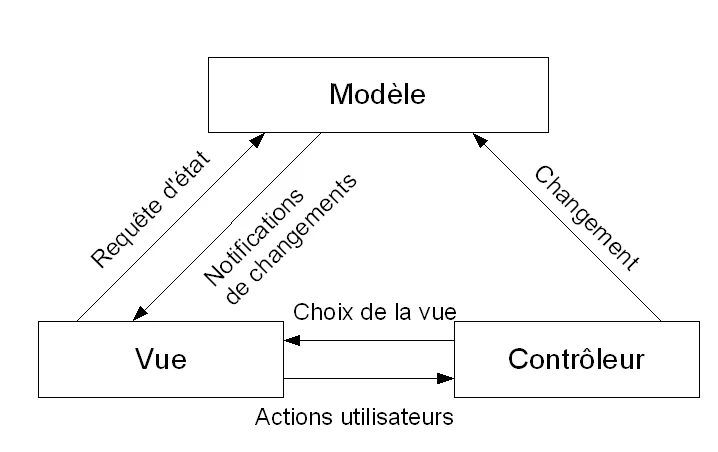 Modèle
Requête d'état
Notifications
de changements
Changement
Choix de la vue
Vue
Contrôleur
Actions utilisateurs